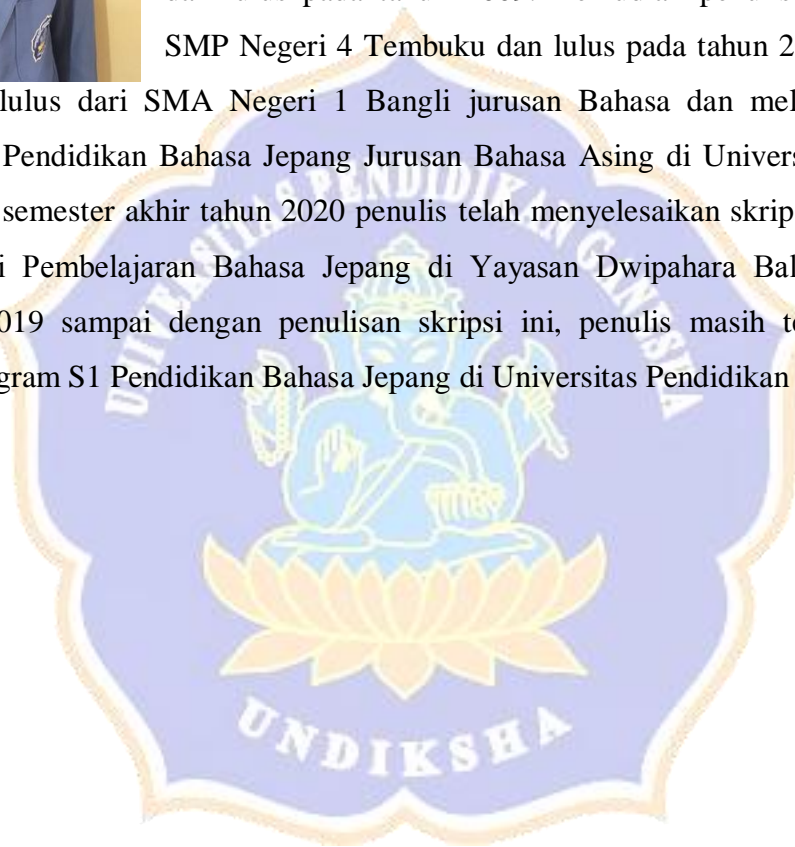 SMP Negeri 4 Tembuku dan lulus pada tahun 2
lulus dari SMA Negeri 1 Bangli jurusan Bahasa dan mel
Pendidikan Bahasa Jepang Jurusan Bahasa Asing di Univers
semester akhir tahun 2020 penulis telah menyelesaikan skrip
i Pembelajaran Bahasa Jepang di Yayasan Dwipahara Bal
019 sampai dengan penulisan skripsi ini, penulis masih te
gram S1 Pendidikan Bahasa Jepang di Universitas Pendidikan
UNIVERSITAS PENDIDIKAN GANESHA
UNDIKSHA